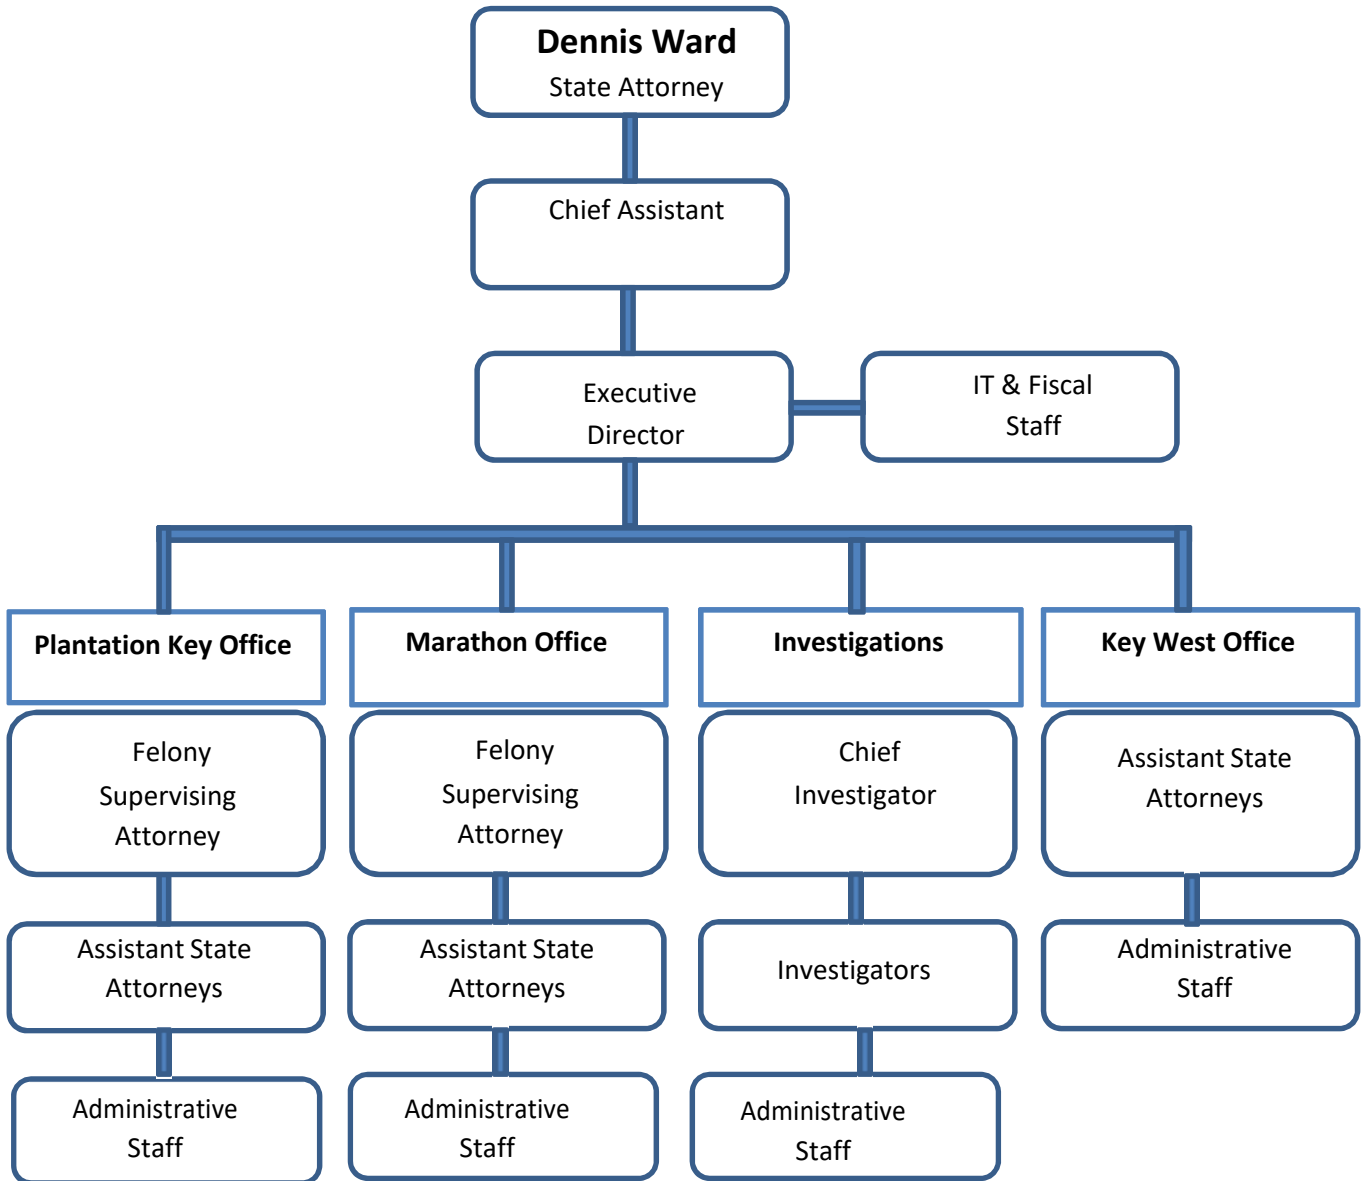 Dennis Ward
State Attorney
Chief Assistant
Executive
Director
IT & Fiscal
Staff
Plantation Key Office
Marathon Office
Investigations
Key West Office
Felony
Supervising
Attorney
Felony
Supervising
Attorney
Chief
Investigator
Assistant State
Attorneys
Assistant State
Attorneys
Assistant State
Attorneys
Investigators
Administrative
Staff
Administrative
Staff
Administrative
Staff
Administrative
Staff